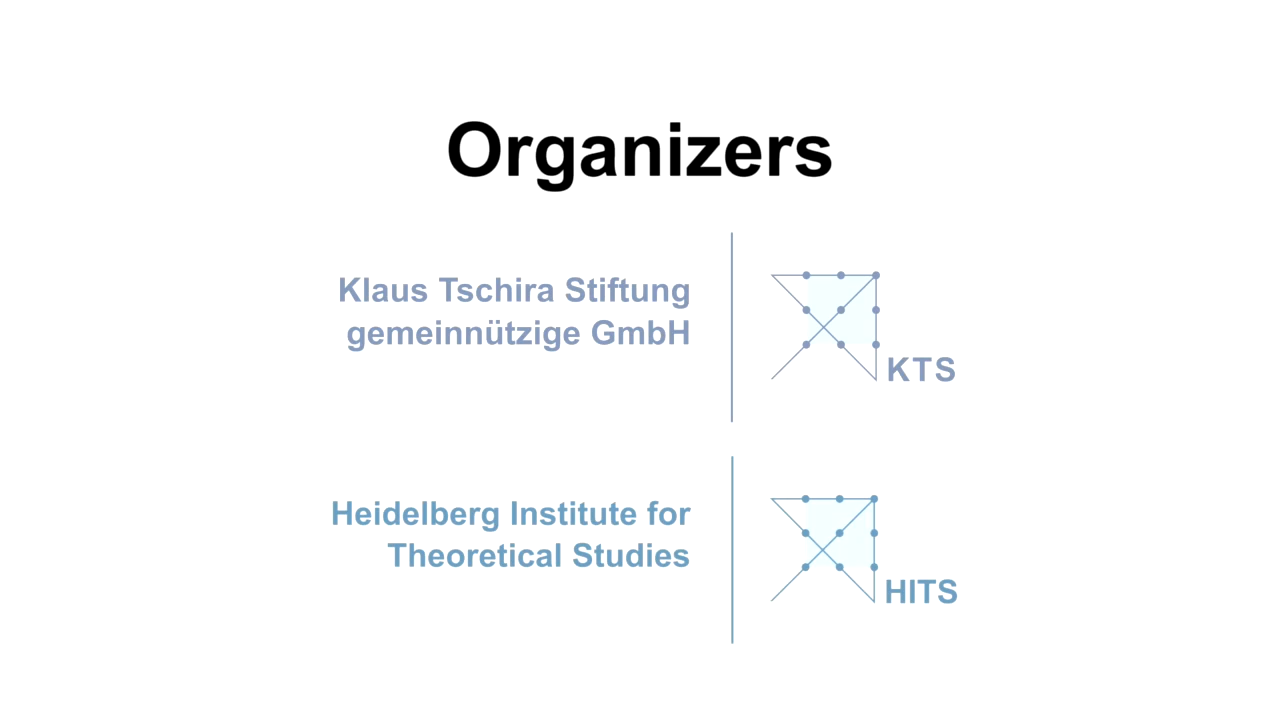 Organizers
Klaus Tschira Stiftung
gemeinnützige GmbH
KTS
Heidelberg Institute for
Theoretical Studies
HITS